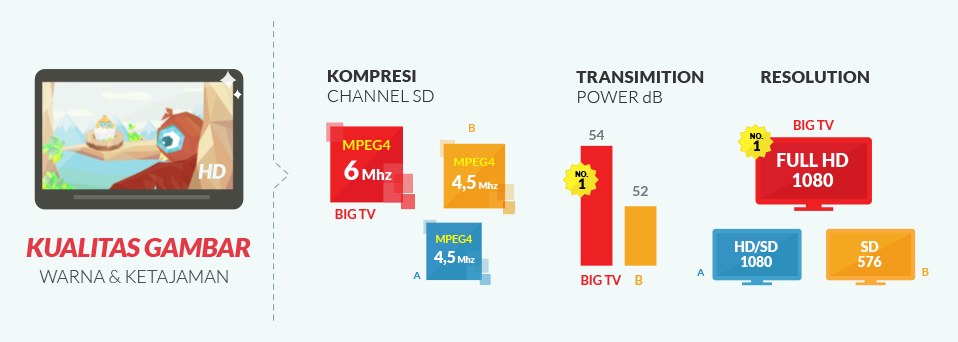 HD
KUALITAS GAMBAR
WARNA & KETAJAMAN
KOMPRESI
CHANNEL SD
MPEG4
6 Mhz
BIG TV
B
MPEG4
4,5 Mhz
MPEG4
4,5 Mhz
A
TRANSIMITION
POWER dB
54
NO.
1
52
BIG TV
B
RESOLUTION
BIG TV
NO.
1
FULL HD
1080
HD/SD
1080
A
SD
576
B